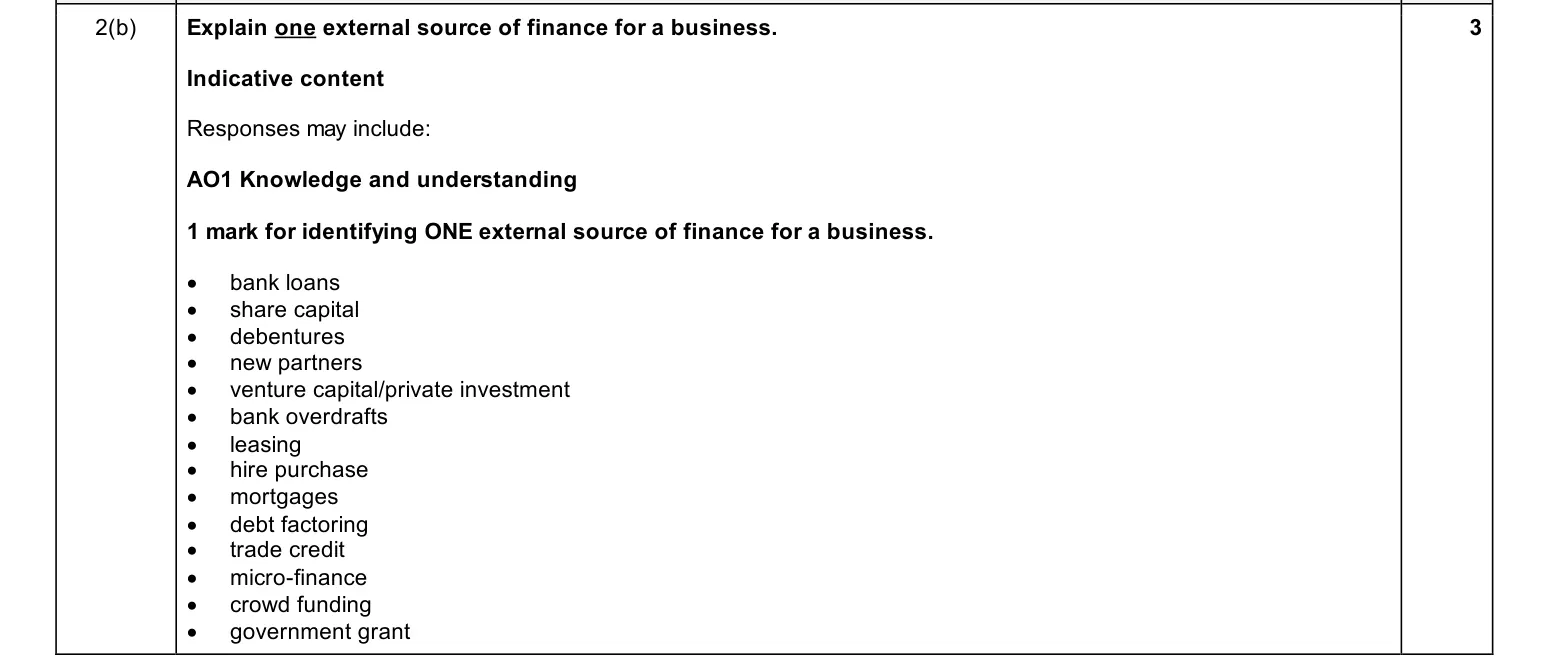 2(b)
Explain one external source of finance for a business.
3
Indicative content
Responses may include:
AO1 Knowledge and understanding
1 mark for identifying ONE external source of finance for a business.
• bank loans
• share capital
• debentures
• new partners
• venture capital/private investment
• bank overdrafts
• leasing
• hire purchase
• mortgages
• debt factoring
• trade credit
• micro-finance
• crowd funding
• government grant